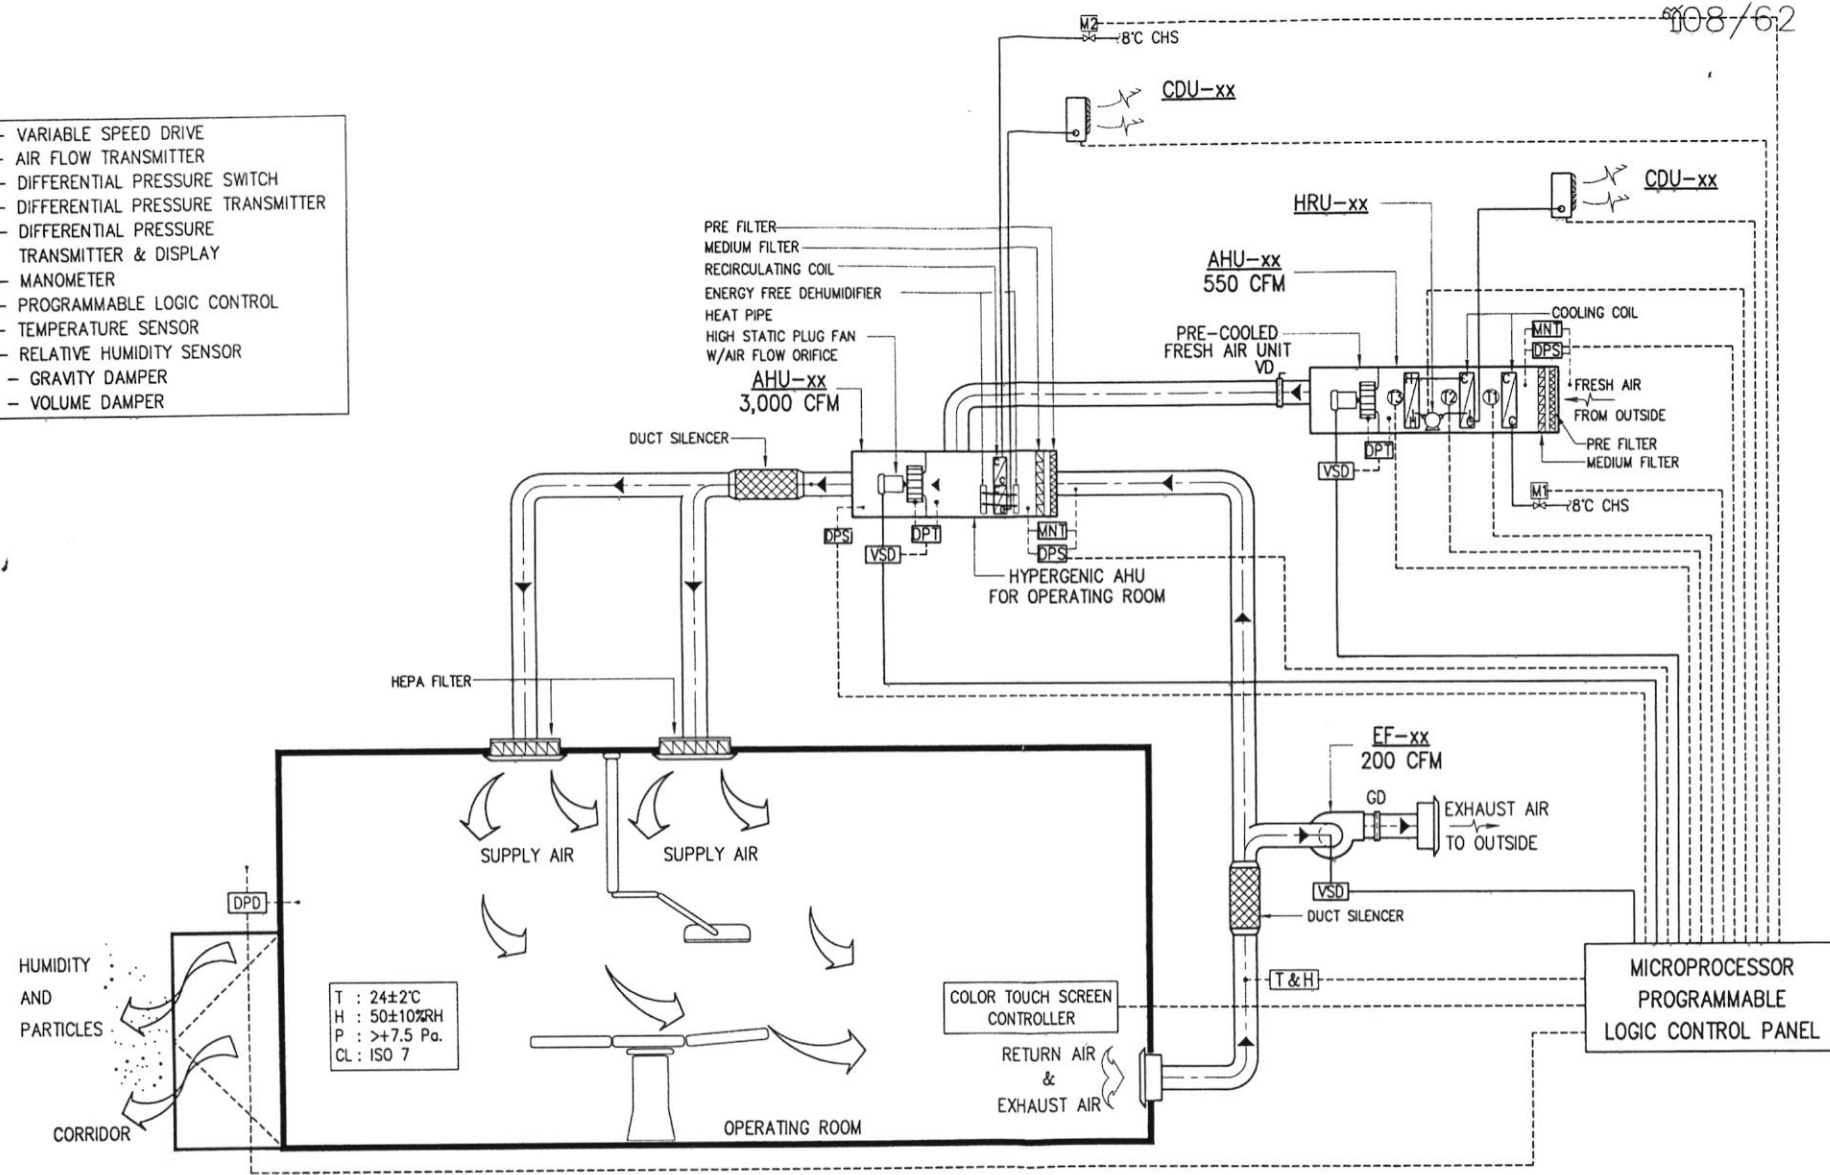 108/62
M2
8°C CHS
CDU-xx
CDU-xx
HRU-xx
- VARIABLE SPEED DRIVE
- AIR FLOW TRANSMITTER
- DIFFERENTIAL PRESSURE SWITCH
- DIFFERENTIAL PRESSURE TRANSMITTER
- DIFFERENTIAL PRESSURE
TRANSMITTER & DISPLAY
- MANOMETER
- PROGRAMMABLE LOGIC CONTROL
- TEMPERATURE SENSOR
- RELATIVE HUMIDITY SENSOR
- GRAVITY DAMPER
- VOLUME DAMPER
PRE FILTER
MEDIUM FILTER
RECIRCULATING COIL
ENERGY FREE DEHUMIDIFIER
HEAT PIPE
HIGH STATIC PLUG FAN
W/AIR FLOW ORIFICE
AHU-xx
3,000 CFM
AHU-xx
550 CFM
PRE-COOLED
FRESH AIR UNIT
VD
COOLING COIL
MNT
DPS
FRESH AIR
FROM OUTSIDE
PRE FILTER
MEDIUM FILTER
T3
T2
T1
H
H
C
C
C
C
DPT
VSD
M1
8°C CHS
DUCT SILENCER
DPS
VSD
DPT
MNT
DPS
HYPERGENIC AHU
FOR OPERATING ROOM
HEPA FILTER
EF-xx
200 CFM
GD
EXHAUST AIR
TO OUTSIDE
VSD
DUCT SILENCER
SUPPLY AIR
SUPPLY AIR
DPD
HUMIDITY
AND
PARTICLES
CORRIDOR
T : 24±2°C
H : 50±10%RH
P : >+7.5 Pa.
CL : ISO 7
COLOR TOUCH SCREEN
CONTROLLER
RETURN AIR
&
EXHAUST AIR
T&H
OPERATING ROOM
MICROPROCESSOR
PROGRAMMABLE
LOGIC CONTROL PANEL